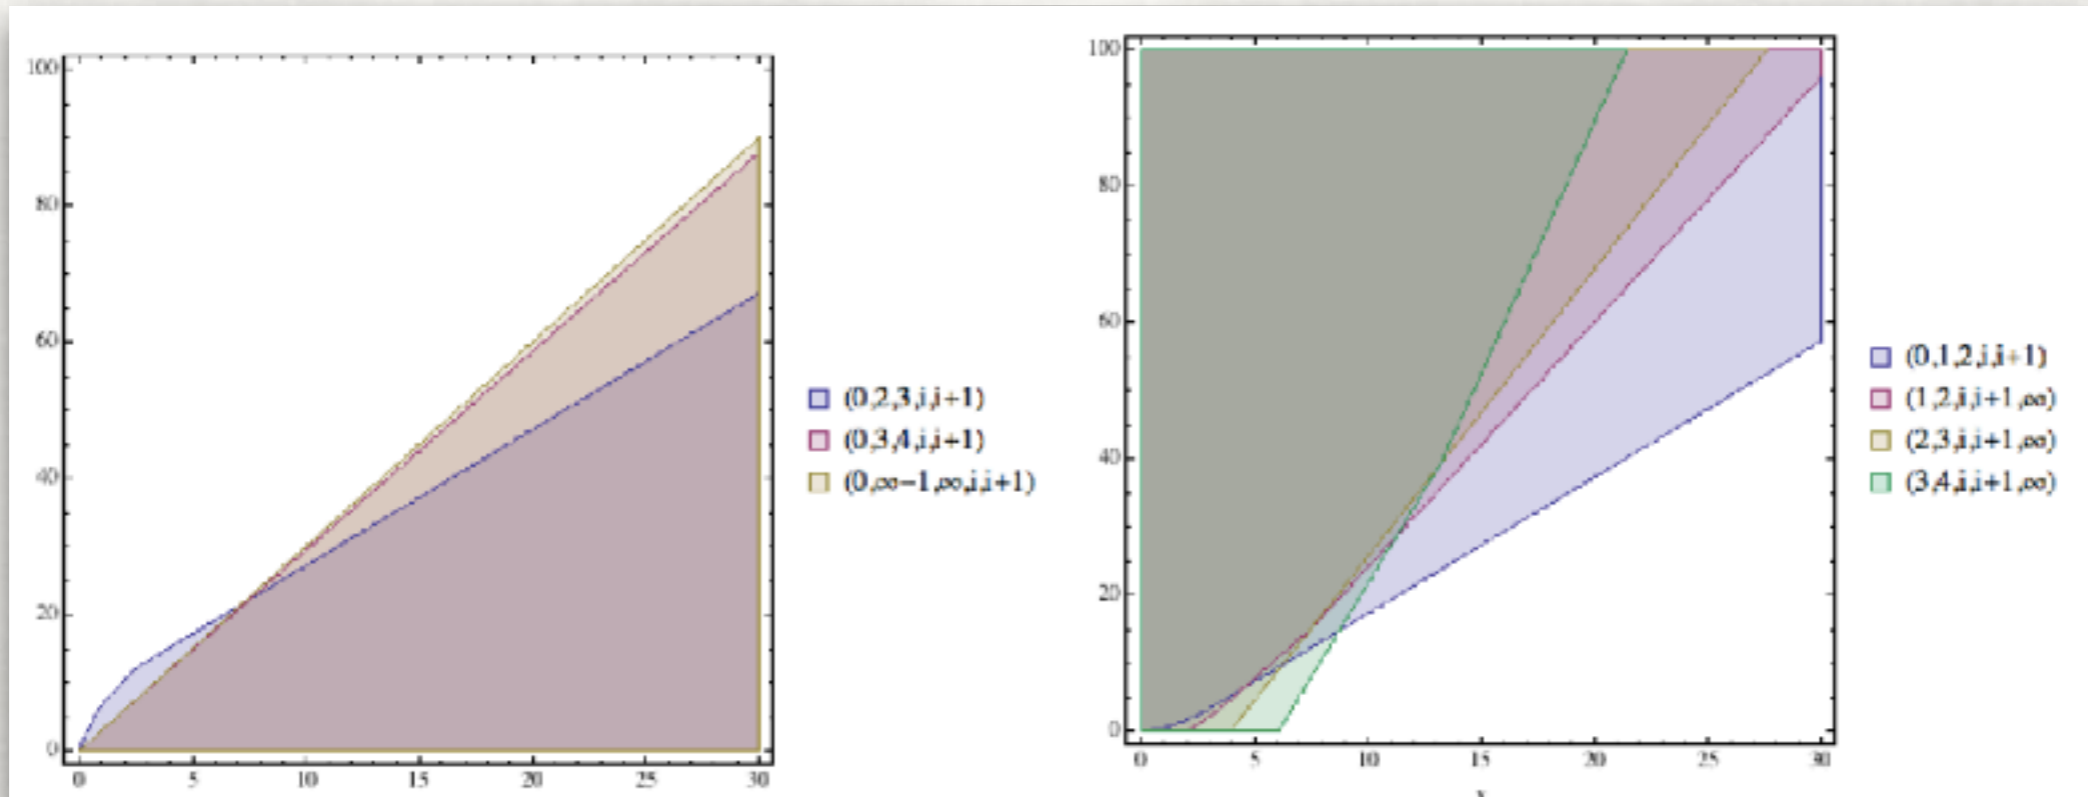 100
80
60
40
20
0
0 5 10 15 20 25 30
(0,2,3,i,i+1)
(0,3,4,i,i+1)
(0,∞−1,∞,i,i+1)
100
80
60
40
20
0
0 5 10 15 20 25 30
x
(0,1,2,i,i+1)
(1,2,i,i+1,∞)
(2,3,i,i+1,∞)
(3,4,i,i+1,∞)